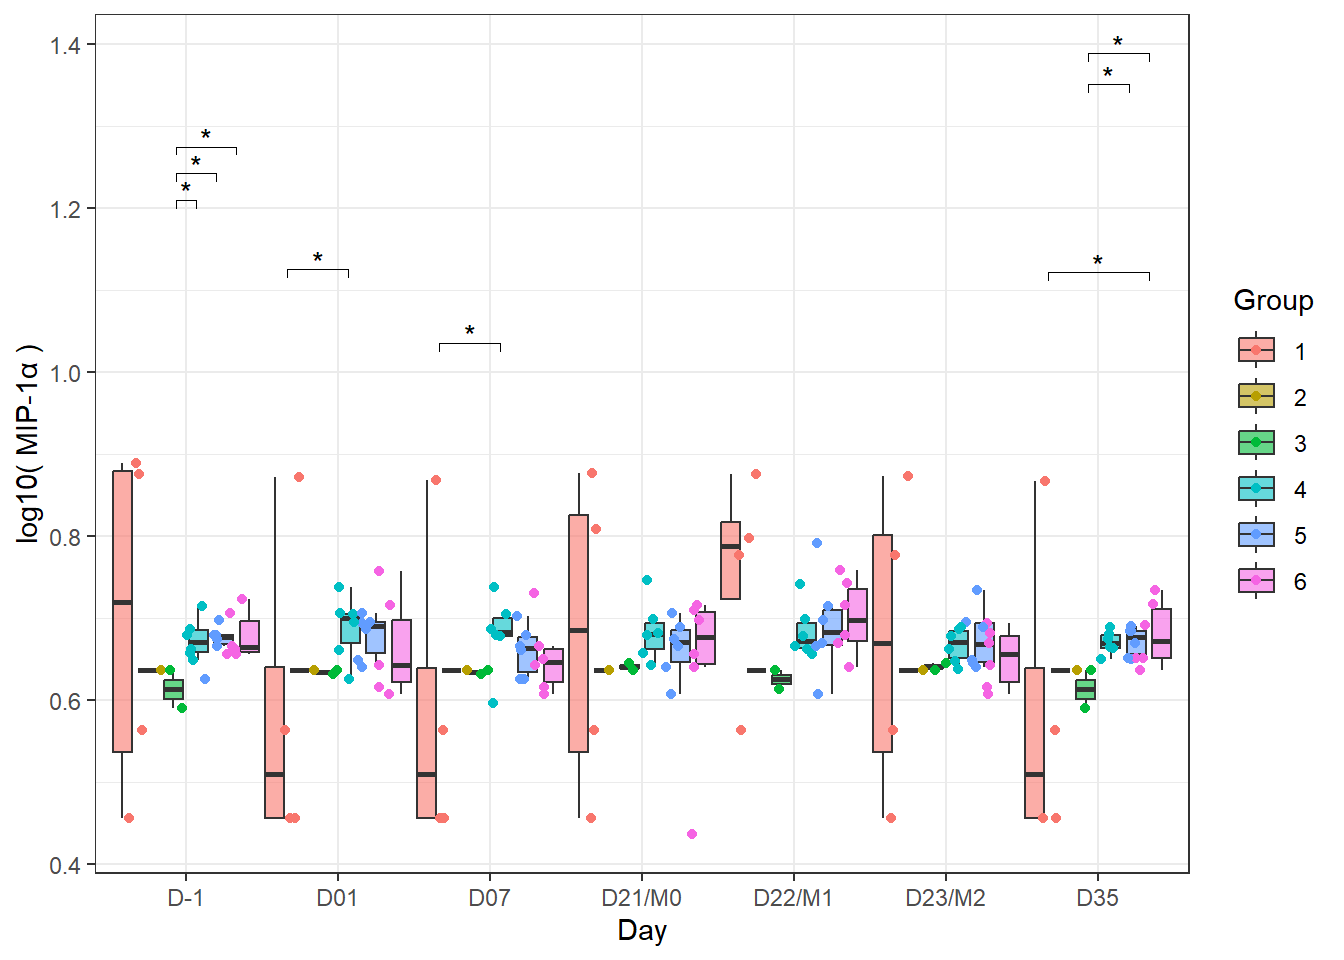 1.4
1.2
1.0
0.8
0.6
0.4
log10( MIP-1α )
*
*
*
*
*
*
*
*
D-1
D01
D07
D21/M0
D22/M1
D23/M2
D35
Day
Group
1
2
3
4
5
6